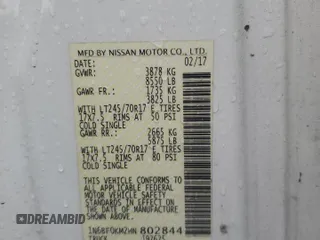 MFD BY NISSAN MOTOR CO., LTD.
DATE: 02/17
GVWR: 3878 KG
8550 LB
GAWR FR.: 1735 KG
3825 LB
WITH LT245/70R17 E TIRES
17X7.5 RIMS AT 50 PSI
COLD SINGLE
GAWR RR.: 2665 KG
5875 LB
WITH LT245/70R17 E TIRES
17X7.5 RIMS AT 80 PSI
COLD SINGLE
THIS VEHICLE CONFORMS TO ALL
FEDERAL MOTOR VEHICLE
SAFETY STANDARDS IN EFFECT
ON THE DATE OF MANUFACTURE
SHOWN ABOVE.
802844
TRUCK
EPICBIDAMERICA.COM